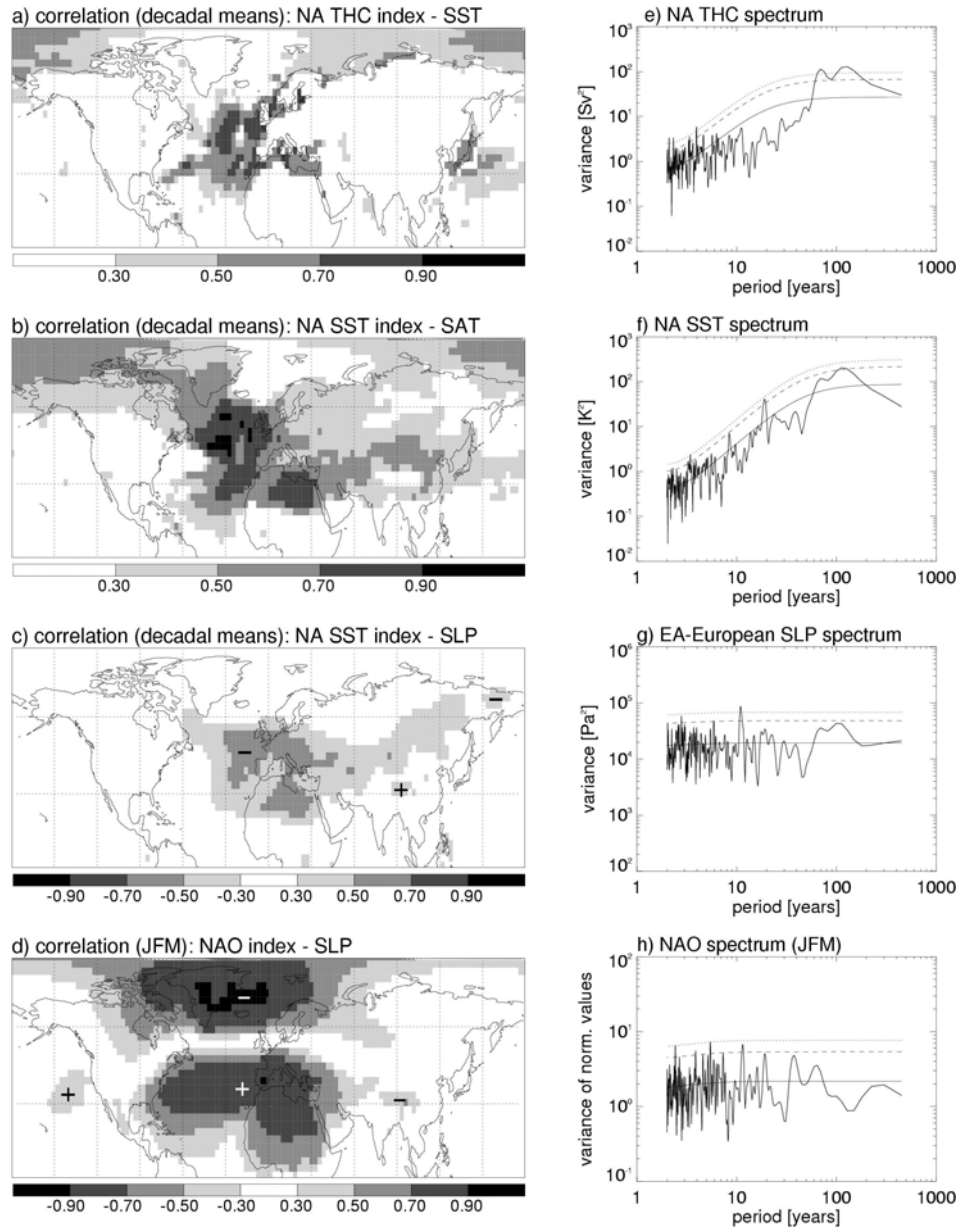 a) correlation (decadal means): NA THC index - SST
0.30 0.50 0.70 0.90
b) correlation (decadal means): NA SST index - SAT
0.30 0.50 0.70 0.90
c) correlation (decadal means): NA SST index - SLP
−
−
+
-0.90 -0.70 -0.50 -0.30 0.30 0.50 0.70 0.90
d) correlation (JFM): NAO index - SLP
−
+
+
−
-0.90 -0.70 -0.50 -0.30 0.30 0.50 0.70 0.90
e) NA THC spectrum
variance [Sv²]
10³
10²
10¹
10⁰
10⁻¹
10⁻²
1 10 100 1000
period [years]
f) NA SST spectrum
variance [K²]
10³
10²
10¹
10⁰
10⁻¹
10⁻²
1 10 100 1000
period [years]
g) EA-European SLP spectrum
variance [Pa²]
10⁶
10⁵
10⁴
10³
10²
1 10 100 1000
period [years]
h) NAO spectrum (JFM)
variance of norm. values
10²
10¹
10⁰
10⁻¹
1 10 100 1000
period [years]